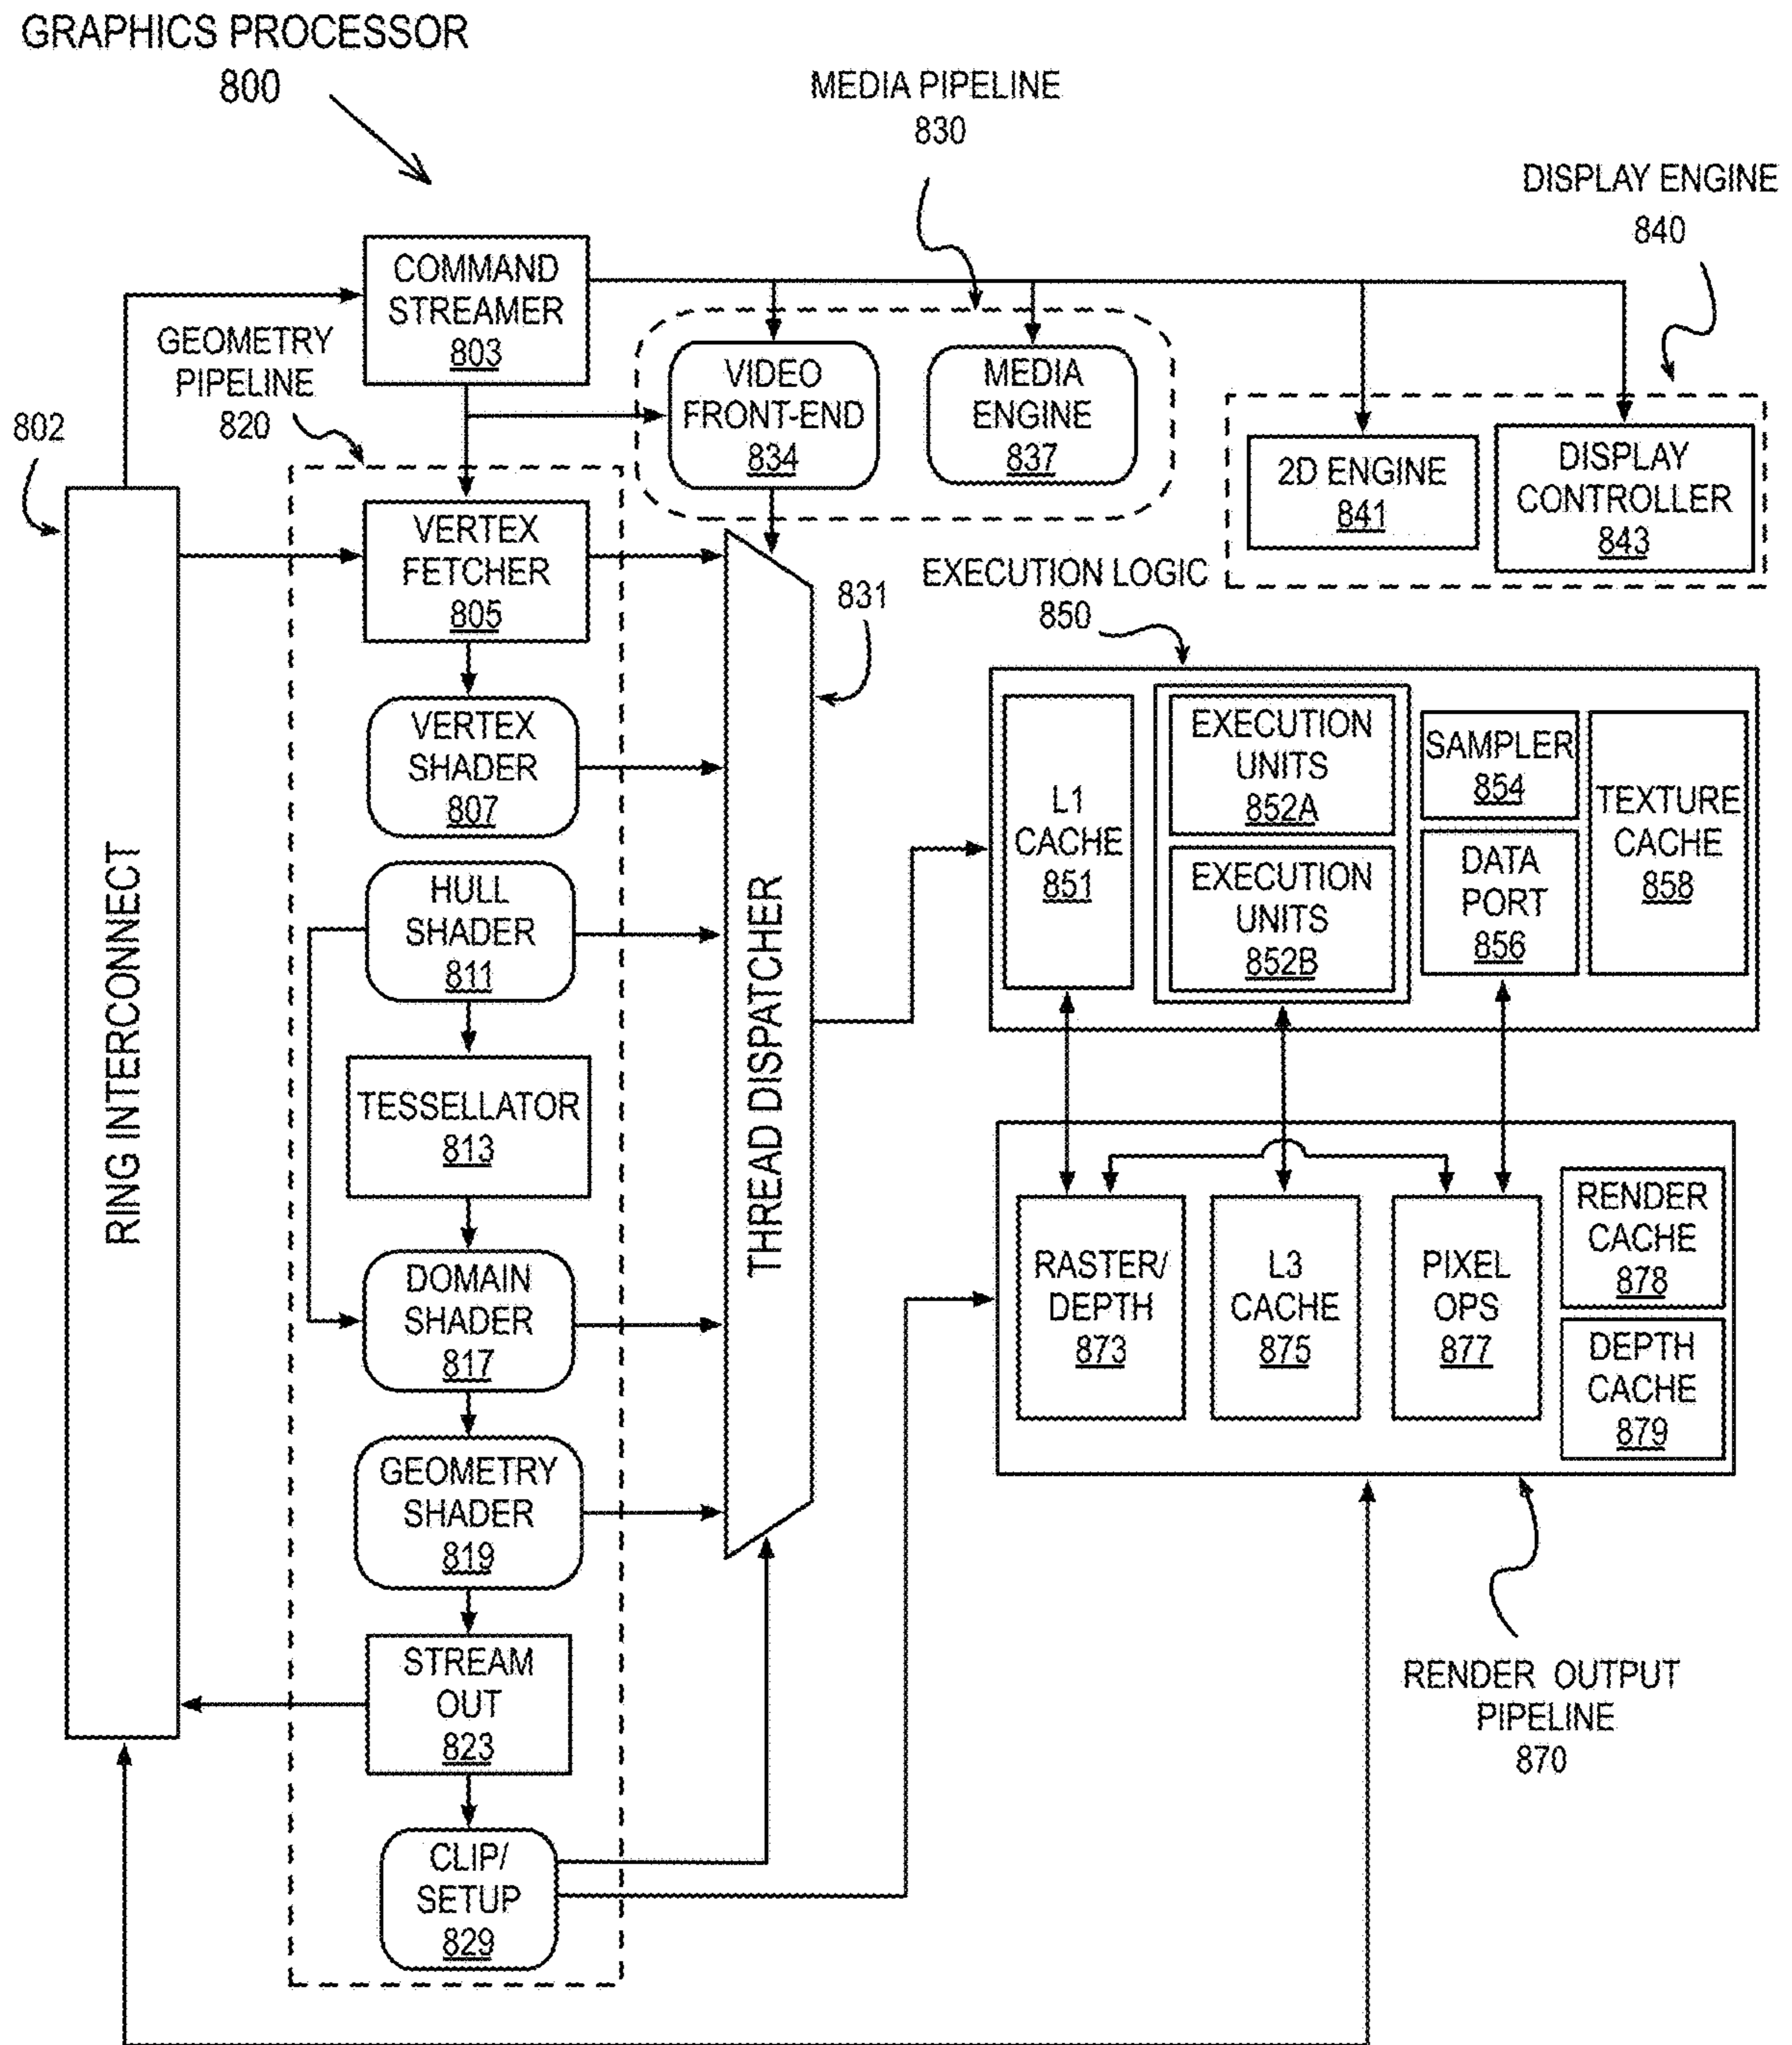 GRAPHICS PROCESSOR
800
MEDIA PIPELINE
830
DISPLAY ENGINE
840
COMMAND
STREAMER
803
GEOMETRY
PIPELINE
820
802
VIDEO
FRONT-END
834
MEDIA
ENGINE
837
2D ENGINE
841
DISPLAY
CONTROLLER
843
RING INTERCONNECT
VERTEX
FETCHER
805
VERTEX
SHADER
807
HULL
SHADER
811
TESSELLATOR
813
DOMAIN
SHADER
817
GEOMETRY
SHADER
819
STREAM
OUT
823
CLIP/
SETUP
829
THREAD DISPATCHER
831
EXECUTION LOGIC
850
L1
CACHE
851
EXECUTION
UNITS
852A
EXECUTION
UNITS
852B
SAMPLER
854
DATA
PORT
856
TEXTURE
CACHE
858
RASTER/
DEPTH
873
L3
CACHE
875
PIXEL
OPS
877
RENDER
CACHE
878
DEPTH
CACHE
879
RENDER OUTPUT
PIPELINE
870